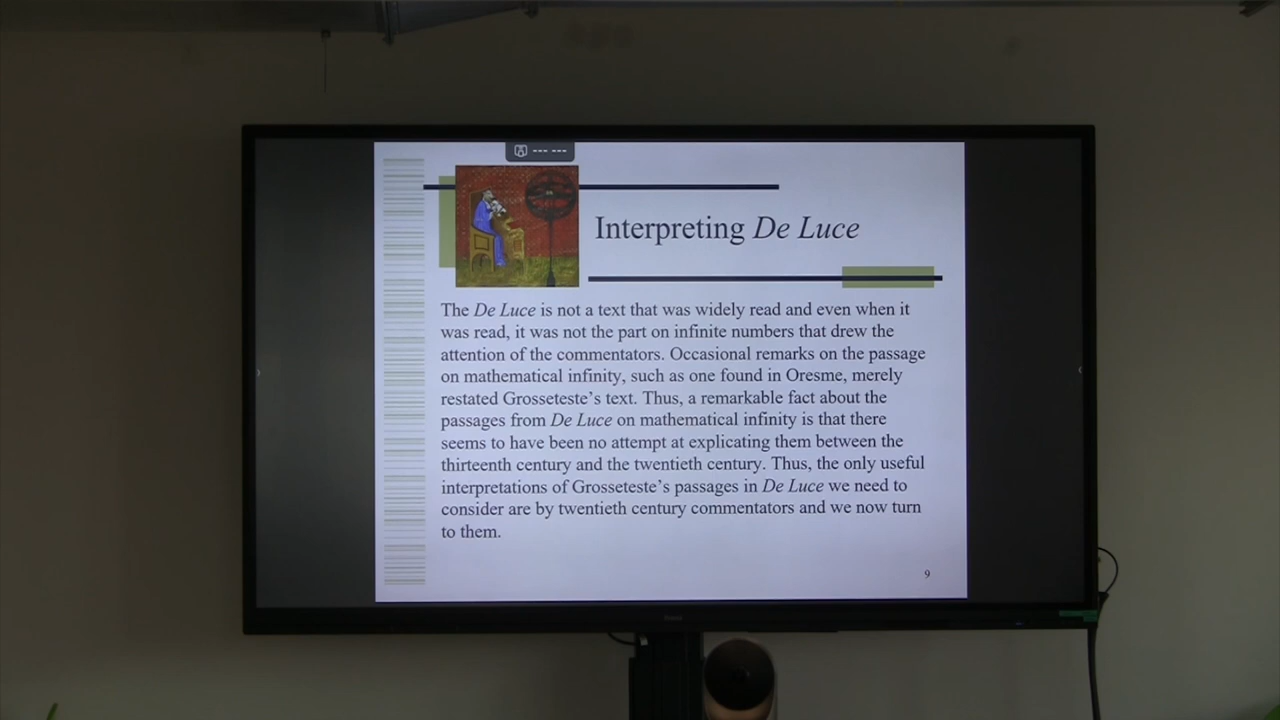 --- ---
Interpreting De Luce
The De Luce is not a text that was widely read and even when it
was read, it was not the part on infinite numbers that drew the
attention of the commentators. Occasional remarks on the passage
on mathematical infinity, such as one found in Oresme, merely
restated Grosseteste's text. Thus, a remarkable fact about the
passages from De Luce on mathematical infinity is that there
seems to have been no attempt at explicating them between the
thirteenth century and the twentieth century. Thus, the only useful
interpretations of Grosseteste's passages in De Luce we need to
consider are by twentieth century commentators and we now turn
to them.
9